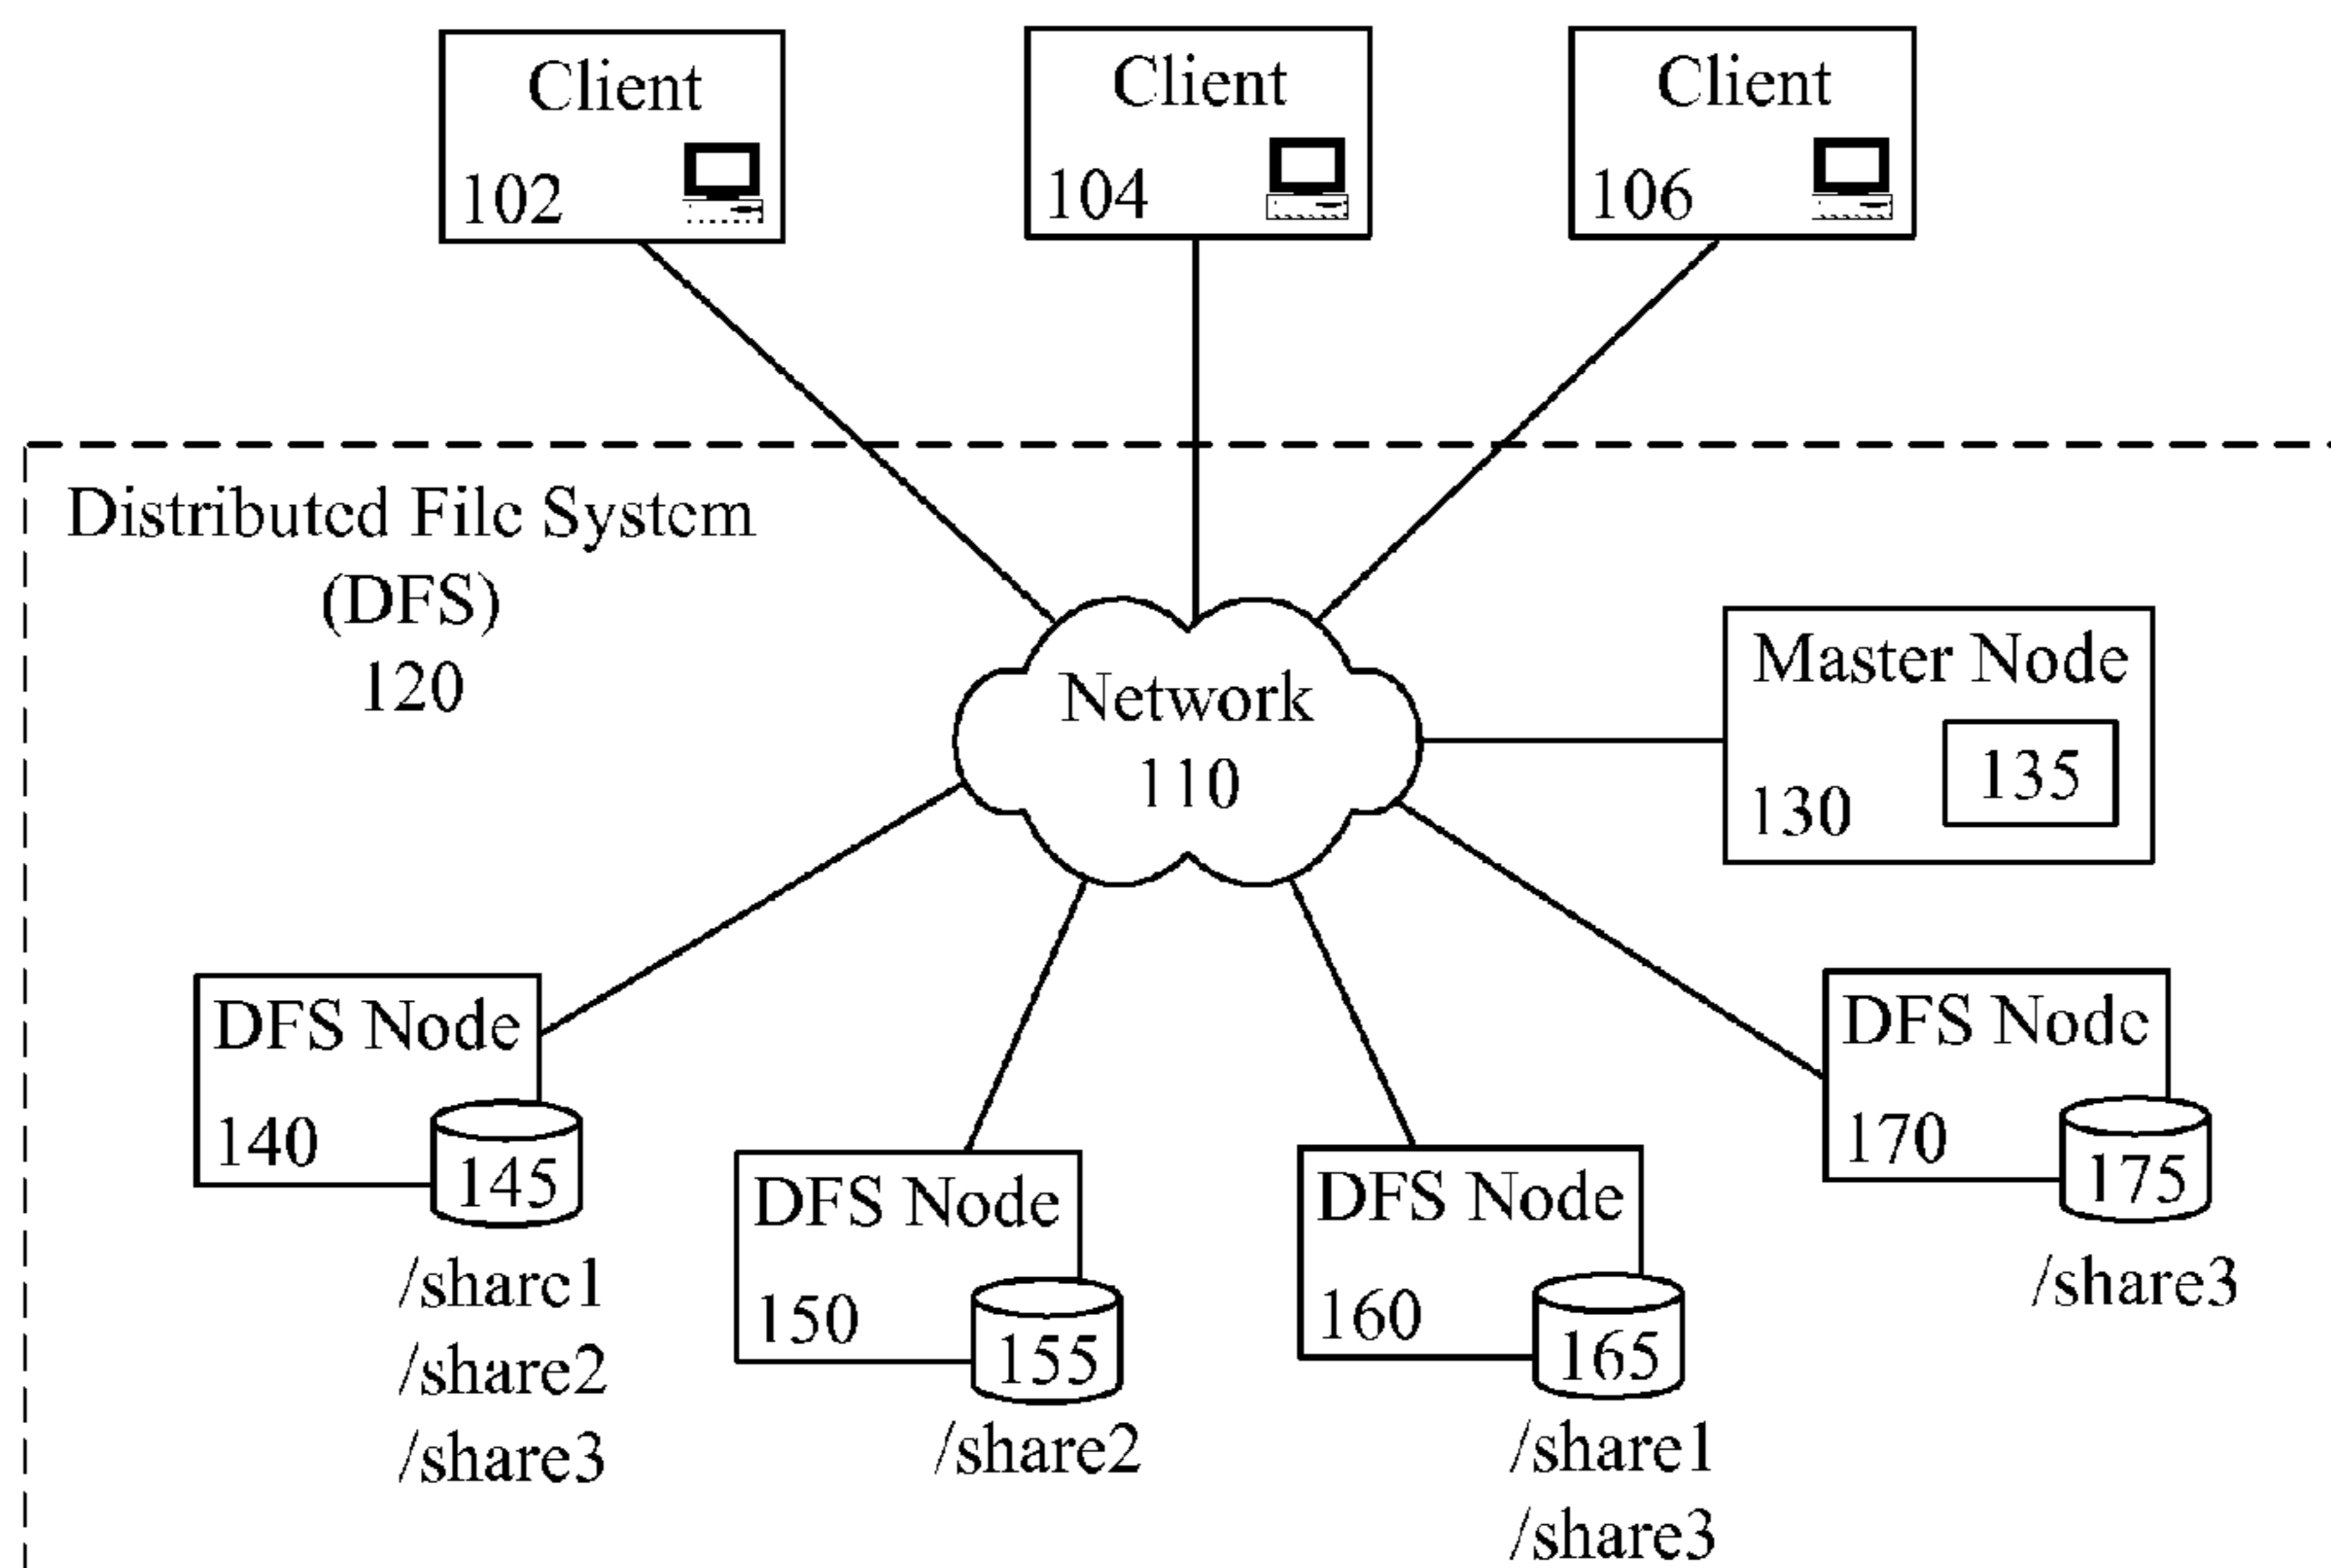 Client
102
Client
104
Client
106
Distributed File System
(DFS)
120
Network
110
Master Node
130
135
DFS Node
140
145
/share1
/share2
/share3
DFS Node
150
155
/share2
DFS Node
160
165
/share1
/share3
DFS Node
170
175
/share3